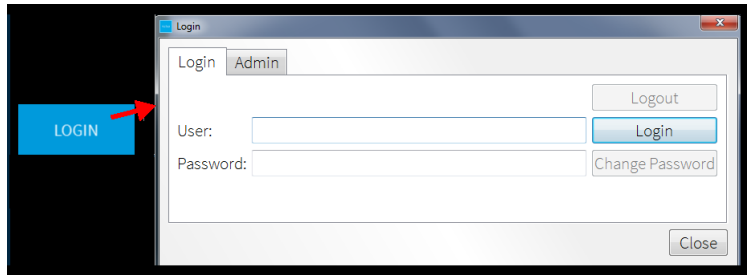 Login
Login Admin
Logout
LOGIN
User:
Login
Password:
Change Password
Close